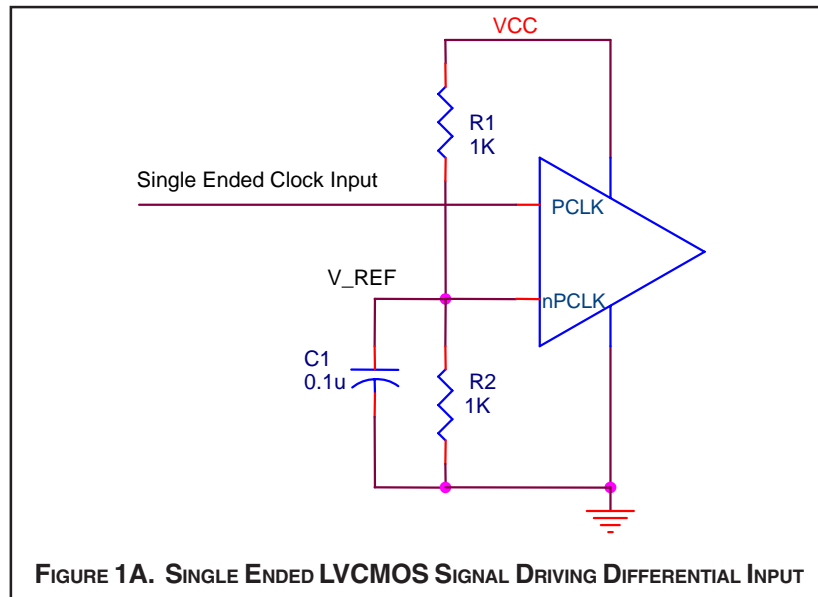 VCC
R1
1K
Single Ended Clock Input
PCLK
V_REF
nPCLK
C1
0.1u
R2
1K
FIGURE 1A. SINGLE ENDED LVCMOS SIGNAL DRIVING DIFFERENTIAL INPUT